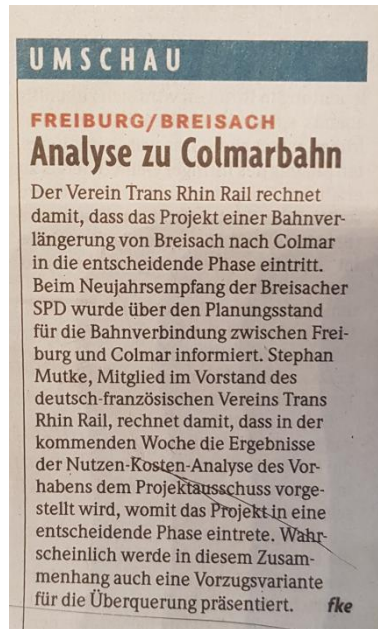 UMSCHAU
FREIBURG/BREISACH
Analyse zu Colmarbahn
Der Verein Trans Rhin Rail rechnet
damit, dass das Projekt einer Bahnver-
längerung von Breisach nach Colmar
in die entscheidende Phase eintritt.
Beim Neujahrsempfang der Breisacher
SPD wurde über den Planungsstand
für die Bahnverbindung zwischen Frei-
burg und Colmar informiert. Stephan
Mutke, Mitglied im Vorstand des
deutsch-französischen Vereins Trans
Rhin Rail, rechnet damit, dass in der
kommenden Woche die Ergebnisse
der Nutzen-Kosten-Analyse des Vor-
habens dem Projektausschuss vorge-
stellt wird, womit das Projekt in eine
entscheidende Phase eintrete. Wahr-
scheinlich werde in diesem Zusam-
menhang auch eine Vorzugsvariante
für die Überquerung präsentiert. fke